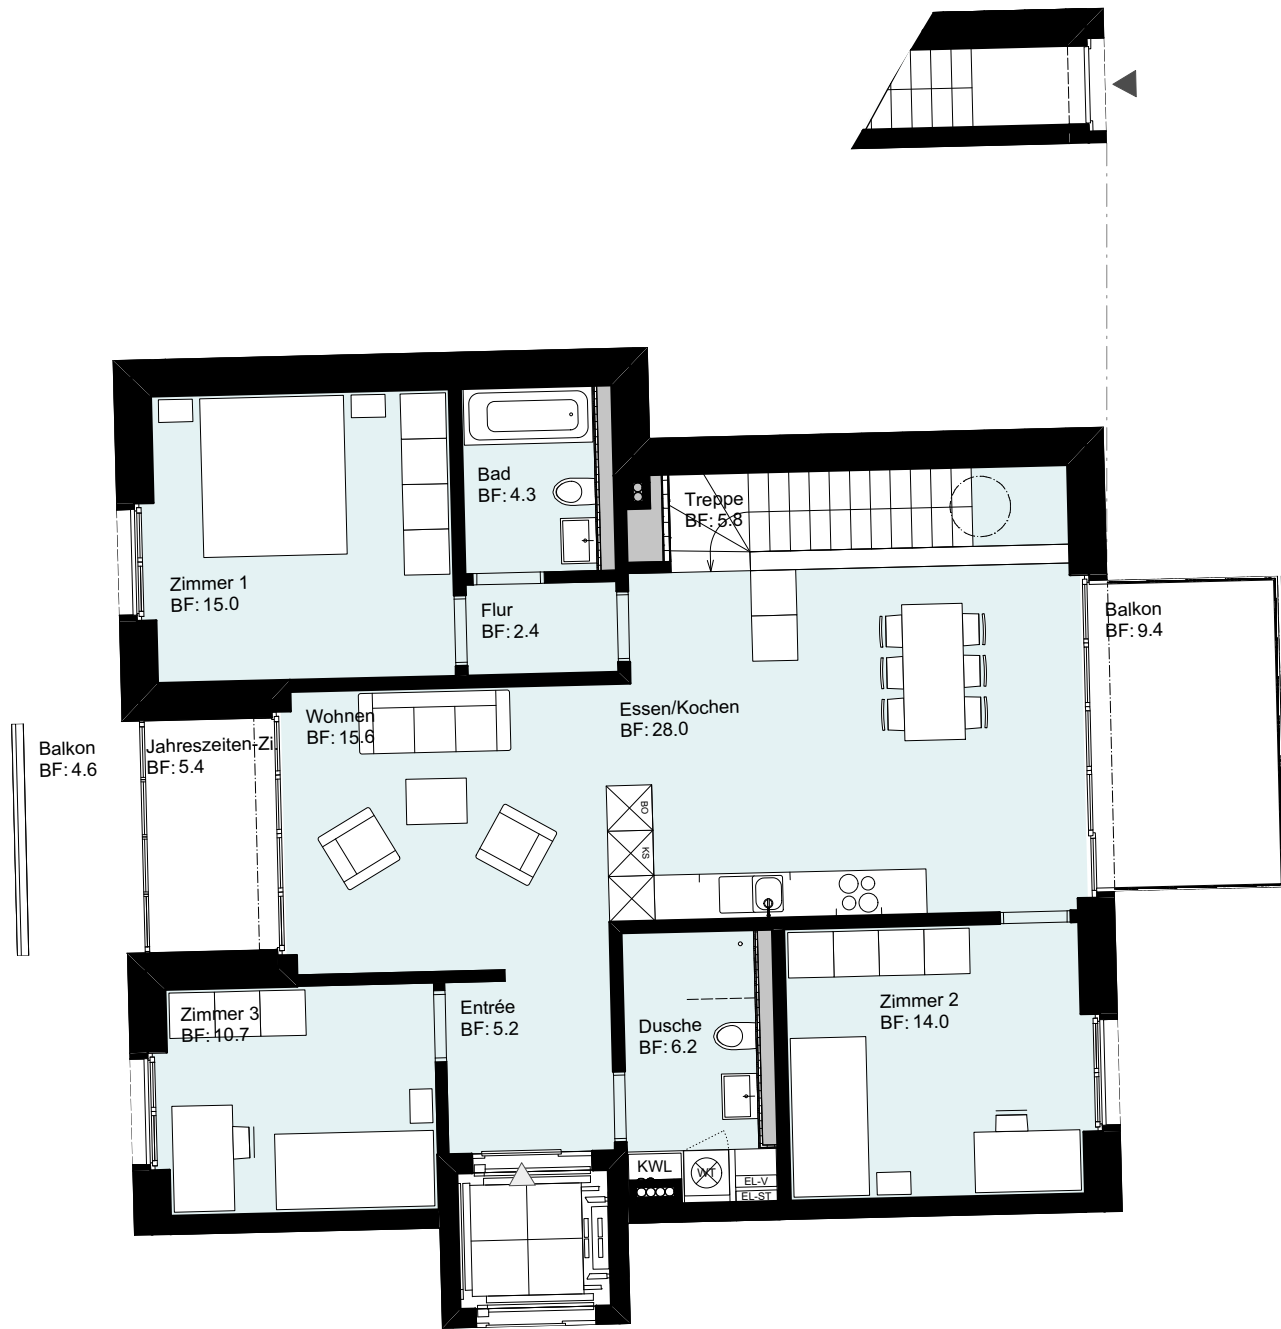 Bad
BF: 4.3
Treppe
BF: 5.8
Zimmer 1
BF: 15.0
Flur
BF: 2.4
Balkon
BF: 9.4
Wohnen
BF: 15.6
Essen/Kochen
BF: 28.0
Balkon
BF: 4.6
Jahreszeiten-Zi.
BF: 5.4
BO
KS
Zimmer 3
BF: 10.7
Entrée
BF: 5.2
Dusche
BF: 6.2
Zimmer 2
BF: 14.0
KWL
WT
EL-V
EL-ST